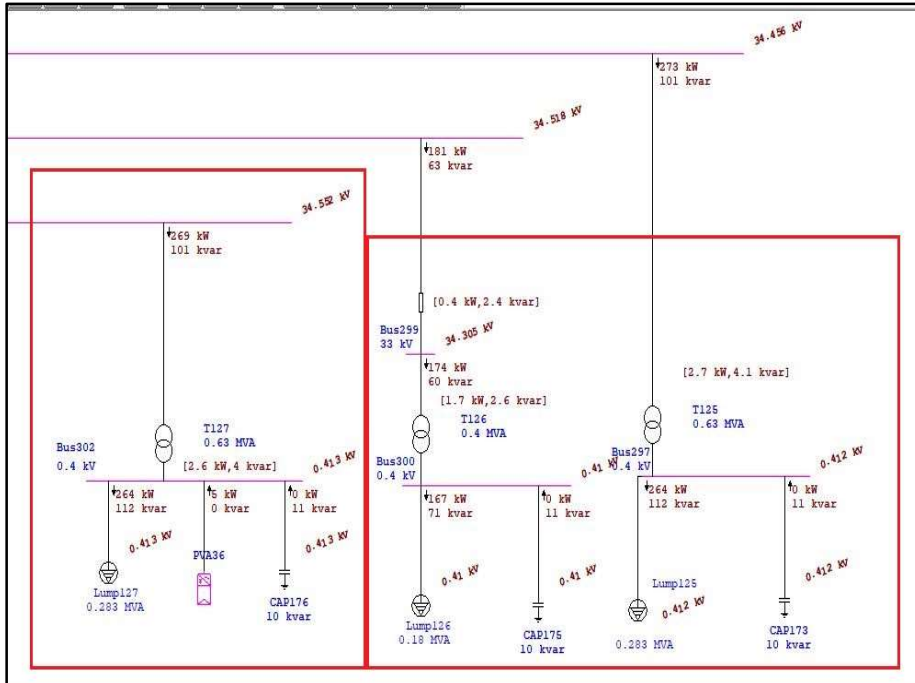 34.456 kV
273 kW
101 kvar
34.518 kV
181 kW
63 kvar
34.552 kV
269 kW
101 kvar
[0.4 kW,2.4 kvar]
Bus299
33 kV
34.305 kV
174 kW
60 kvar
[1.7 kW,2.6 kvar]
[2.7 kW,4.1 kvar]
T127
0.63 MVA
T126
0.4 MVA
T125
0.63 MVA
Bus302
0.4 kV
[2.6 kW,4 kvar]
0.413 kV
Bus300
0.4 kV
0.41 kV
Bus297
0.4 kV
0.412 kV
264 kW
112 kvar
5 kW
0 kvar
0 kW
11 kvar
167 kW
71 kvar
0 kW
11 kvar
264 kW
112 kvar
0 kW
11 kvar
0.413 kV
PVA36
0.413 kV
0.41 kV
0.41 kV
0.412 kV
0.412 kV
Lump127
0.283 MVA
CAP176
10 kvar
Lump126
0.18 MVA
CAP175
10 kvar
Lump125
0.283 MVA
CAP173
10 kvar